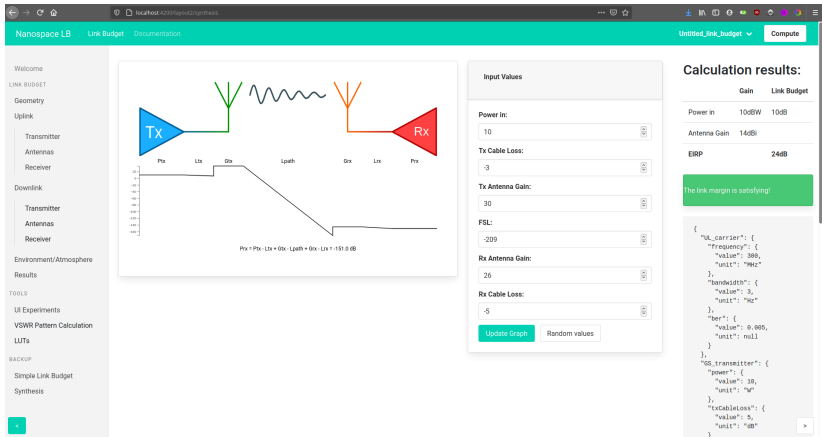 localhost:4200/layout2/synthesis
Nanospace LB
Link Budget
Documentation
Untitled_link_budget
Compute
Welcome
LINK BUDGET
Geometry
Uplink
Transmitter
Antennas
Receiver
Downlink
Transmitter
Antennas
Receiver
Environment/Atmosphere
Results
TOOLS
UI Experiments
VSWR Pattern Calculation
LUTs
BACKUP
Simple Link Budget
Synthesis
<
Tx
Rx
Ptx Ltx Gtx Lpath Grx Lrx Prx
Prx = Ptx - Ltx + Gtx - Lpath + Grx - Lrx = -151.0 dB
Input Values
Power in:
10
Tx Cable Loss:
-3
Tx Antenna Gain:
30
FSL:
-209
Rx Antenna Gain:
26
Rx Cable Loss:
-5
Update Graph
Random values
Calculation results:
Gain Link Budget
Power in 10dBW 10dB
Antenna Gain 14dBi
EIRP 24dB
The link margin is satisfying!
{
"UL_carrier": {
"frequency": {
"value": 300,
"unit": "MHz"
},
"bandwidth": {
"value": 3,
"unit": "Hz"
},
"ber": {
"value": 0.005,
"unit": null
}
},
"GS_transmitter": {
"power": {
"value": 10,
"unit": "W"
},
"txCableLoss": {
"value": 5,
"unit": "dB"
}
>